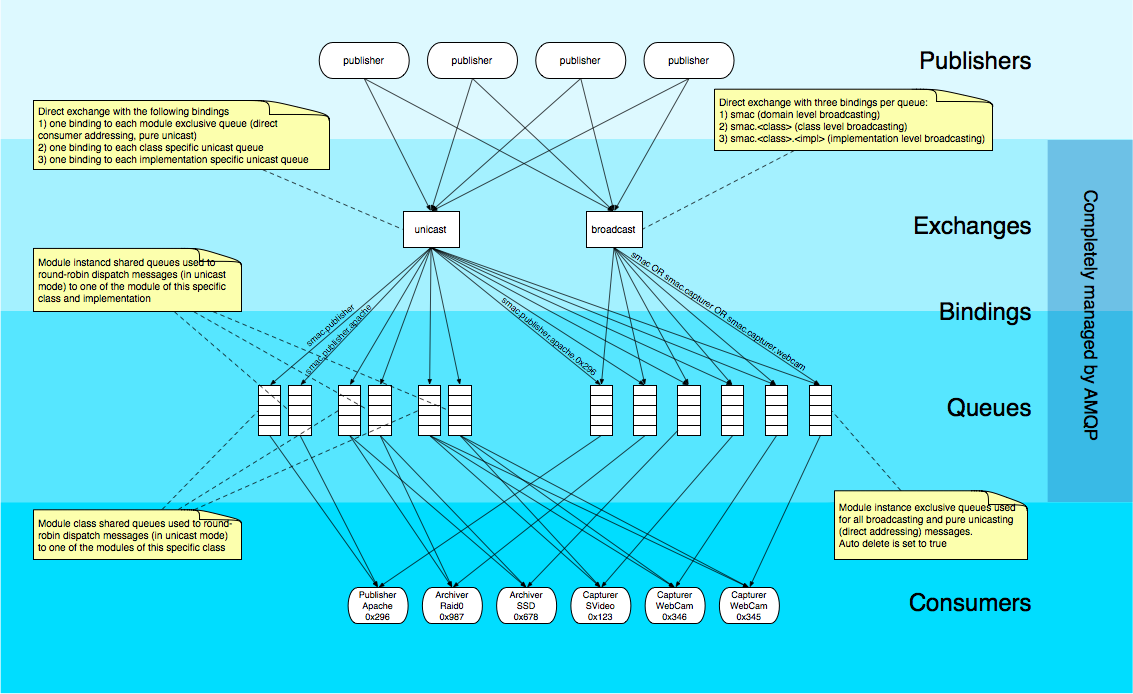 publisher
publisher
publisher
publisher
Publishers
Direct exchange with the following bindings
1) one binding to each module exclusive queue (direct
consumer addressing, pure unicast)
2) one binding to each class specific unicast queue
3) one binding to each implementation specific unicast queue
Direct exchange with three bindings per queue:
1) smac (domain level broadcasting)
2) smac.<class> (class level broadcasting)
3) smac.<class>.<impl> (implementation level broadcasting)
unicast
broadcast
Exchanges
Completely managed by AMQP
Module instancd shared queues used to
round-robin dispatch messages (in unicast
mode) to one of the module of this specific
class and implementation
smac.publisher
smac.publisher.apache
smac.publisher.apache.0x296
smac OR smac.capturer OR smac.capturer.webcam
Bindings
Queues
Module class shared queues used to round-
robin dispatch messages (in unicast mode)
to one of the modules of this specific class
Module instance exclusive queues used
for all broadcasting and pure unicasting
(direct addressing) messages.
Auto delete is set to true
Publisher
Apache
0x296
Archiver
Raid0
0x987
Archiver
SSD
0x678
Capturer
SVideo
0x123
Capturer
WebCam
0x346
Capturer
WebCam
0x345
Consumers